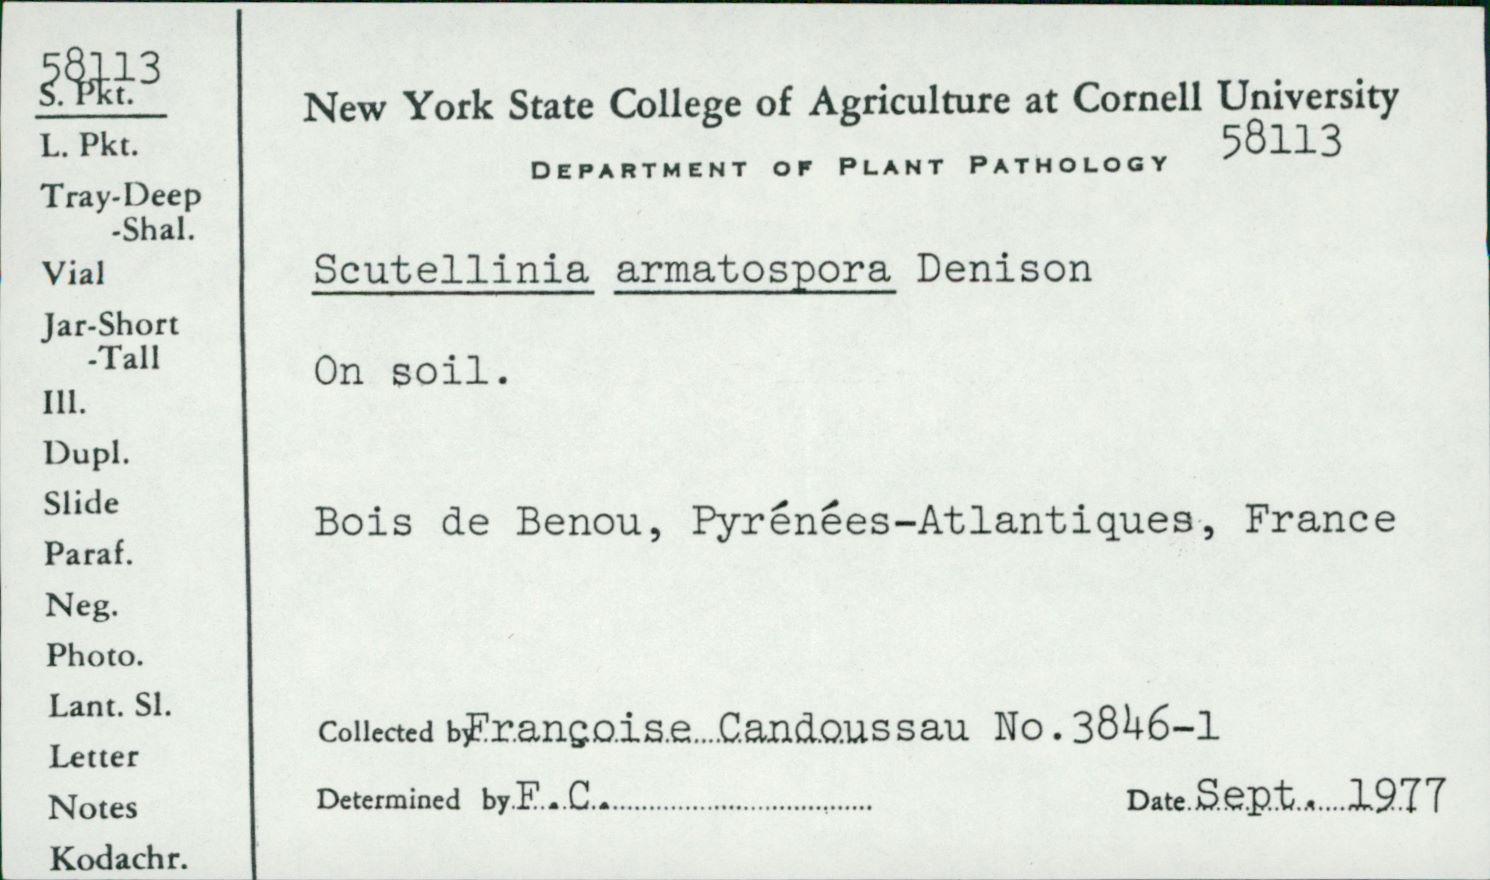 58113
S. Pkt.
L. Pkt.
Tray-Deep
-Shal.
Vial
Jar-Short
-Tall
Ill.
Dupl.
Slide
Paraf.
Neg.
Photo.
Lant. Sl.
Letter
Notes
Kodachr.
New York State College of Agriculture at Cornell University
58113
DEPARTMENT OF PLANT PATHOLOGY
Scutellinia armatospora Denison
On soil.
Bois de Benou, Pyrénées-Atlantiques, France
Collected by Françoise Candoussau No.3846-1
Determined by F. C. Date Sept. 1977